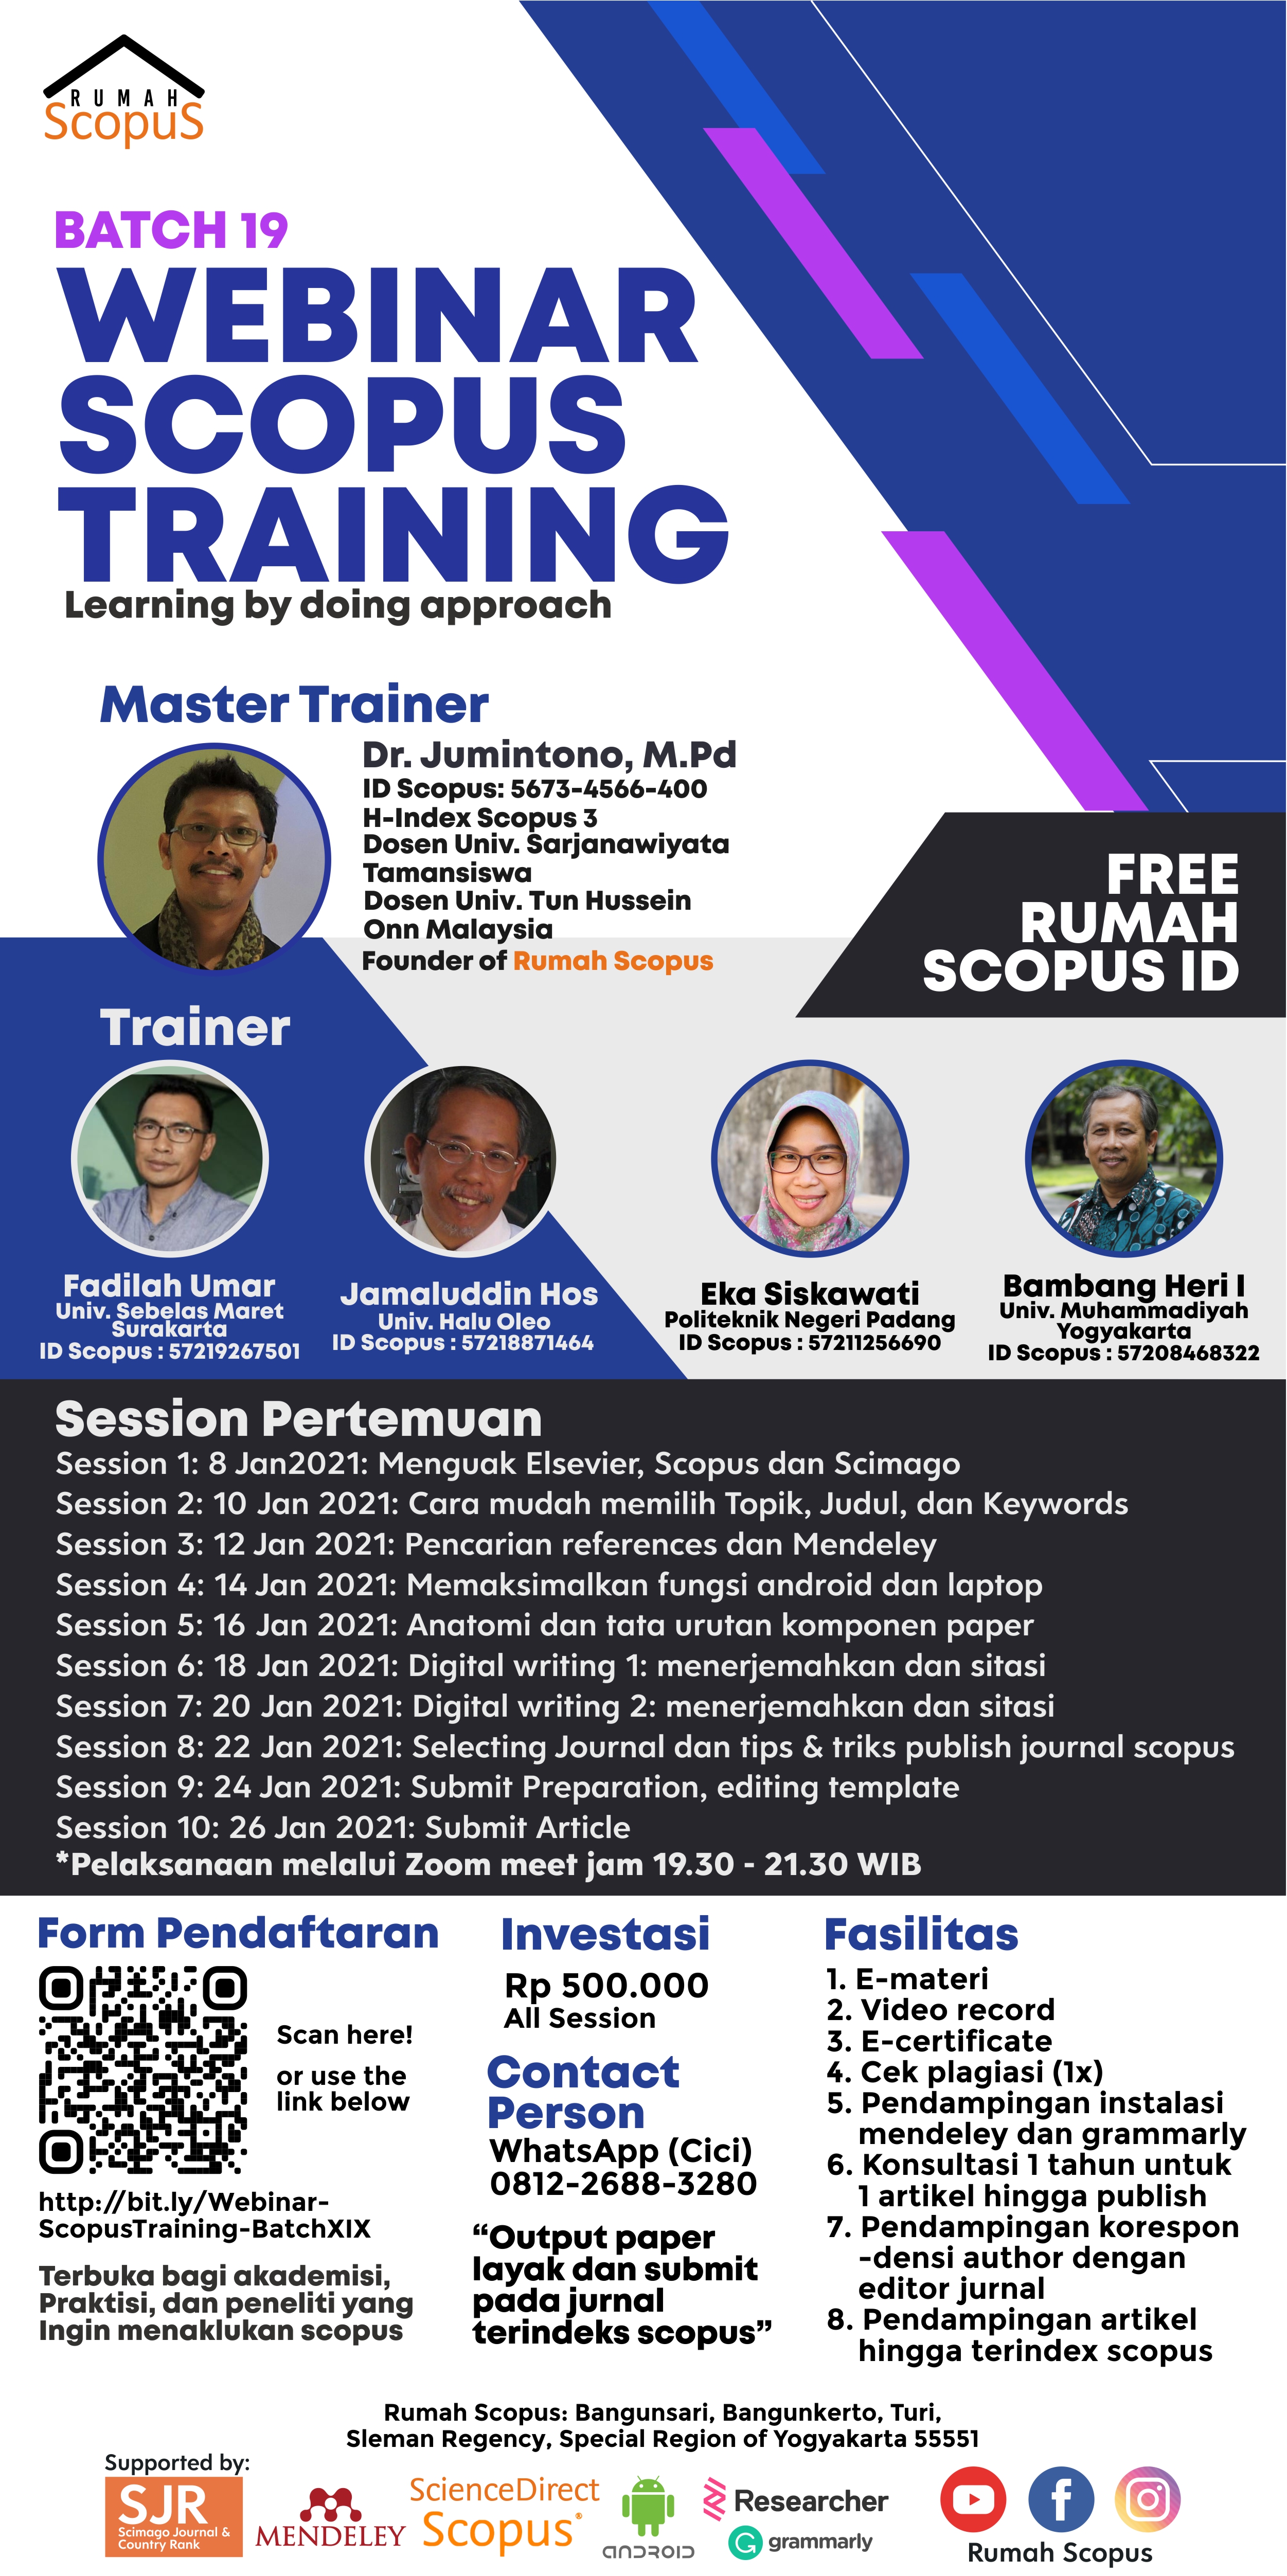 RUMAH
ScopuS
BATCH 19
WEBINAR
SCOPUS
TRAINING
Learning by doing approach
Master Trainer
Dr. Jumintono, M.Pd
ID Scopus: 5673-4566-400
H-Index Scopus 3
Dosen Univ. Sarjanawiyata
Tamansiswa
Dosen Univ. Tun Hussein
Onn Malaysia
Founder of Rumah Scopus
FREE
RUMAH
SCOPUS ID
Trainer
Fadilah Umar
Univ. Sebelas Maret
Surakarta
ID Scopus : 57219267501
Jamaluddin Hos
Univ. Halu Oleo
ID Scopus : 57218871464
Eka Siskawati
Politeknik Negeri Padang
ID Scopus : 57211256690
Bambang Heri I
Univ. Muhammadiyah
Yogyakarta
ID Scopus : 57208468322
Session Pertemuan
Session 1: 8 Jan2021: Menguak Elsevier, Scopus dan Scimago
Session 2: 10 Jan 2021: Cara mudah memilih Topik, Judul, dan Keywords
Session 3: 12 Jan 2021: Pencarian references dan Mendeley
Session 4: 14 Jan 2021: Memaksimalkan fungsi android dan laptop
Session 5: 16 Jan 2021: Anatomi dan tata urutan komponen paper
Session 6: 18 Jan 2021: Digital writing 1: menerjemahkan dan sitasi
Session 7: 20 Jan 2021: Digital writing 2: menerjemahkan dan sitasi
Session 8: 22 Jan 2021: Selecting Journal dan tips & triks publish journal scopus
Session 9: 24 Jan 2021: Submit Preparation, editing template
Session 10: 26 Jan 2021: Submit Article
*Pelaksanaan melalui Zoom meet jam 19.30 - 21.30 WIB
Form Pendaftaran
Scan here!
or use the
link below
http://bit.ly/Webinar-
ScopusTraining-BatchXIX
Terbuka bagi akademisi,
Praktisi, dan peneliti yang
Ingin menaklukan scopus
Investasi
Rp 500.000
All Session
Contact
Person
WhatsApp (Cici)
0812-2688-3280
“Output paper
layak dan submit
pada jurnal
terindeks scopus”
Fasilitas
1. E-materi
2. Video record
3. E-certificate
4. Cek plagiasi (1x)
5. Pendampingan instalasi
mendeley dan grammarly
6. Konsultasi 1 tahun untuk
1 artikel hingga publish
7. Pendampingan korespon
-densi author dengan
editor jurnal
8. Pendampingan artikel
hingga terindex scopus
Rumah Scopus: Bangunsari, Bangunkerto, Turi,
Sleman Regency, Special Region of Yogyakarta 55551
Supported by:
SJR
Scimago Journal &
Country Rank
MENDELEY
ScienceDirect
Scopus®
android
Researcher
grammarly
Rumah Scopus